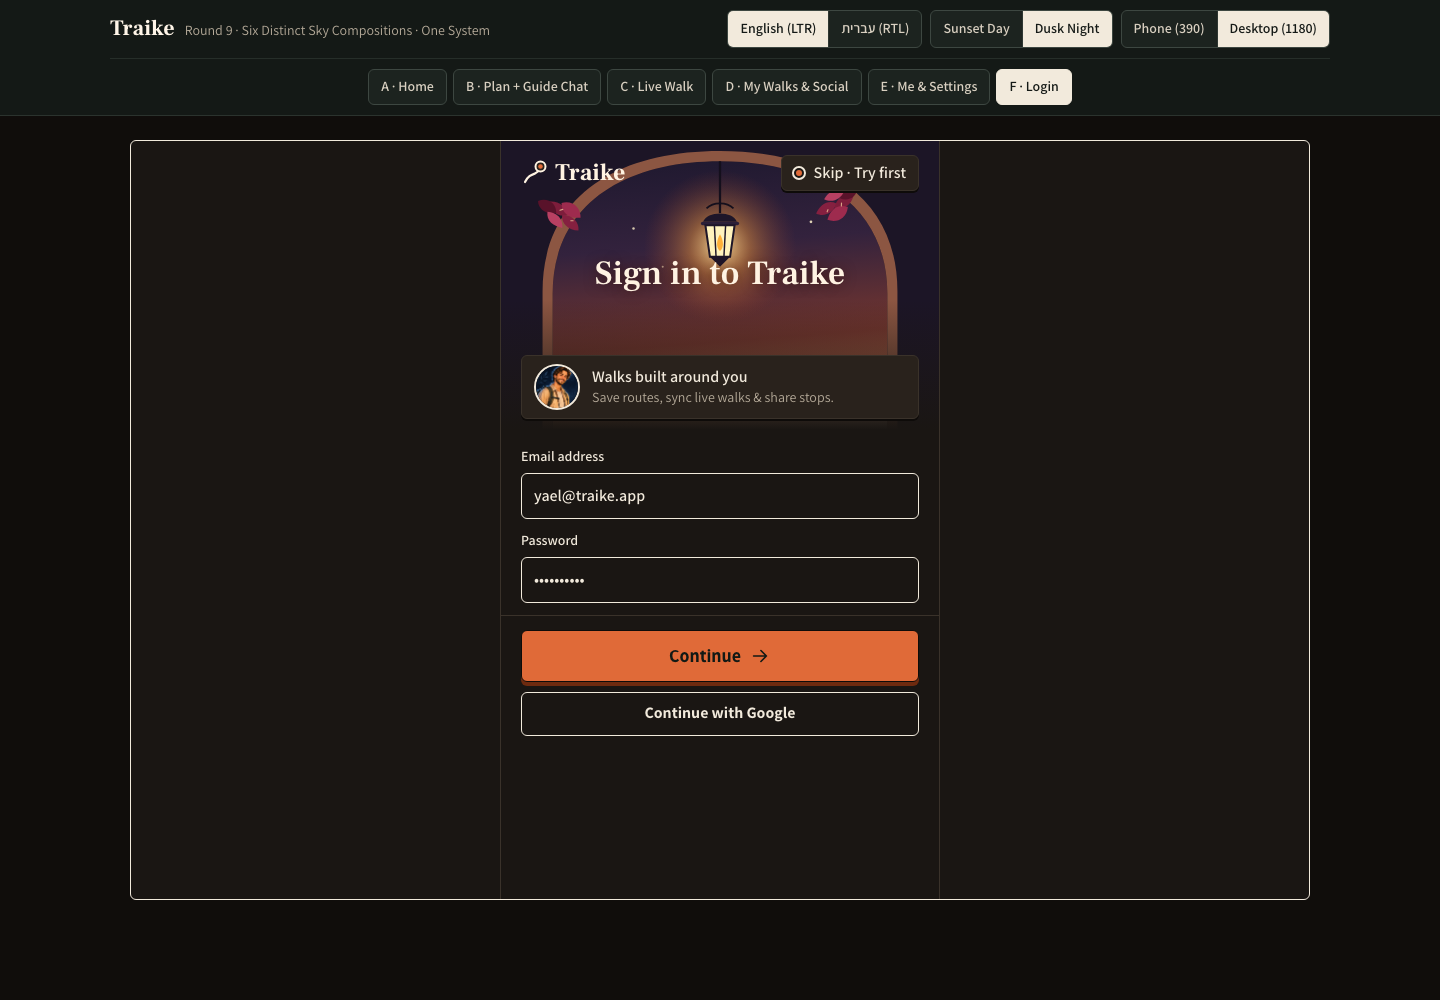 Traike Round 9 · Six Distinct Sky Compositions · One System
English (LTR) עברית (RTL) Sunset Day Dusk Night Phone (390) Desktop (1180)
A · Home B · Plan + Guide Chat C · Live Walk D · My Walks & Social E · Me & Settings F · Login
Traike
Skip · Try first
Sign in to Traike
Walks built around you
Save routes, sync live walks & share stops.
Email address
yael@traike.app
Password
••••••••••
Continue →
Continue with Google